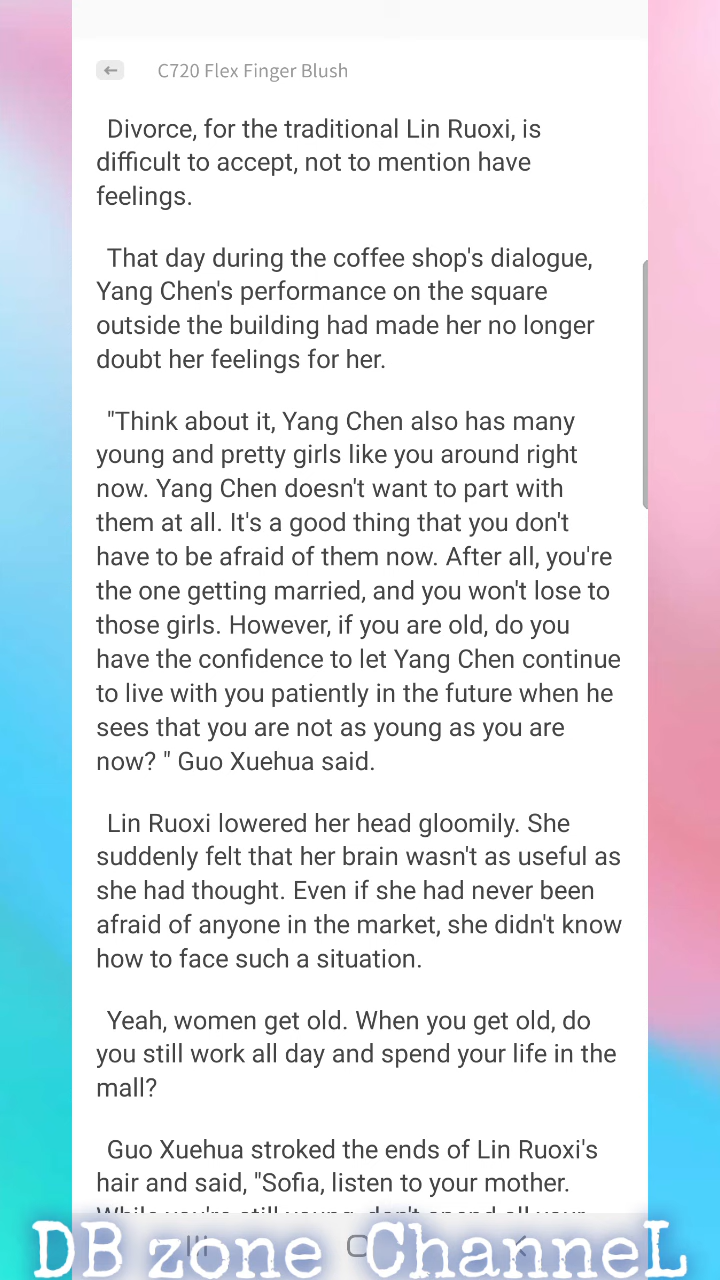 C720 Flex Finger Blush
Divorce, for the traditional Lin Ruoxi, is
difficult to accept, not to mention have
feelings.
That day during the coffee shop's dialogue,
Yang Chen's performance on the square
outside the building had made her no longer
doubt her feelings for her.
"Think about it, Yang Chen also has many
young and pretty girls like you around right
now. Yang Chen doesn't want to part with
them at all. It's a good thing that you don't
have to be afraid of them now. After all, you're
the one getting married, and you won't lose to
those girls. However, if you are old, do you
have the confidence to let Yang Chen continue
to live with you patiently in the future when he
sees that you are not as young as you are
now? " Guo Xuehua said.
Lin Ruoxi lowered her head gloomily. She
suddenly felt that her brain wasn't as useful as
she had thought. Even if she had never been
afraid of anyone in the market, she didn't know
how to face such a situation.
Yeah, women get old. When you get old, do
you still work all day and spend your life in the
mall?
Guo Xuehua stroked the ends of Lin Ruoxi's
hair and said, "Sofia, listen to your mother.
While you're still young, don't spend all your
DB zone ChanneL